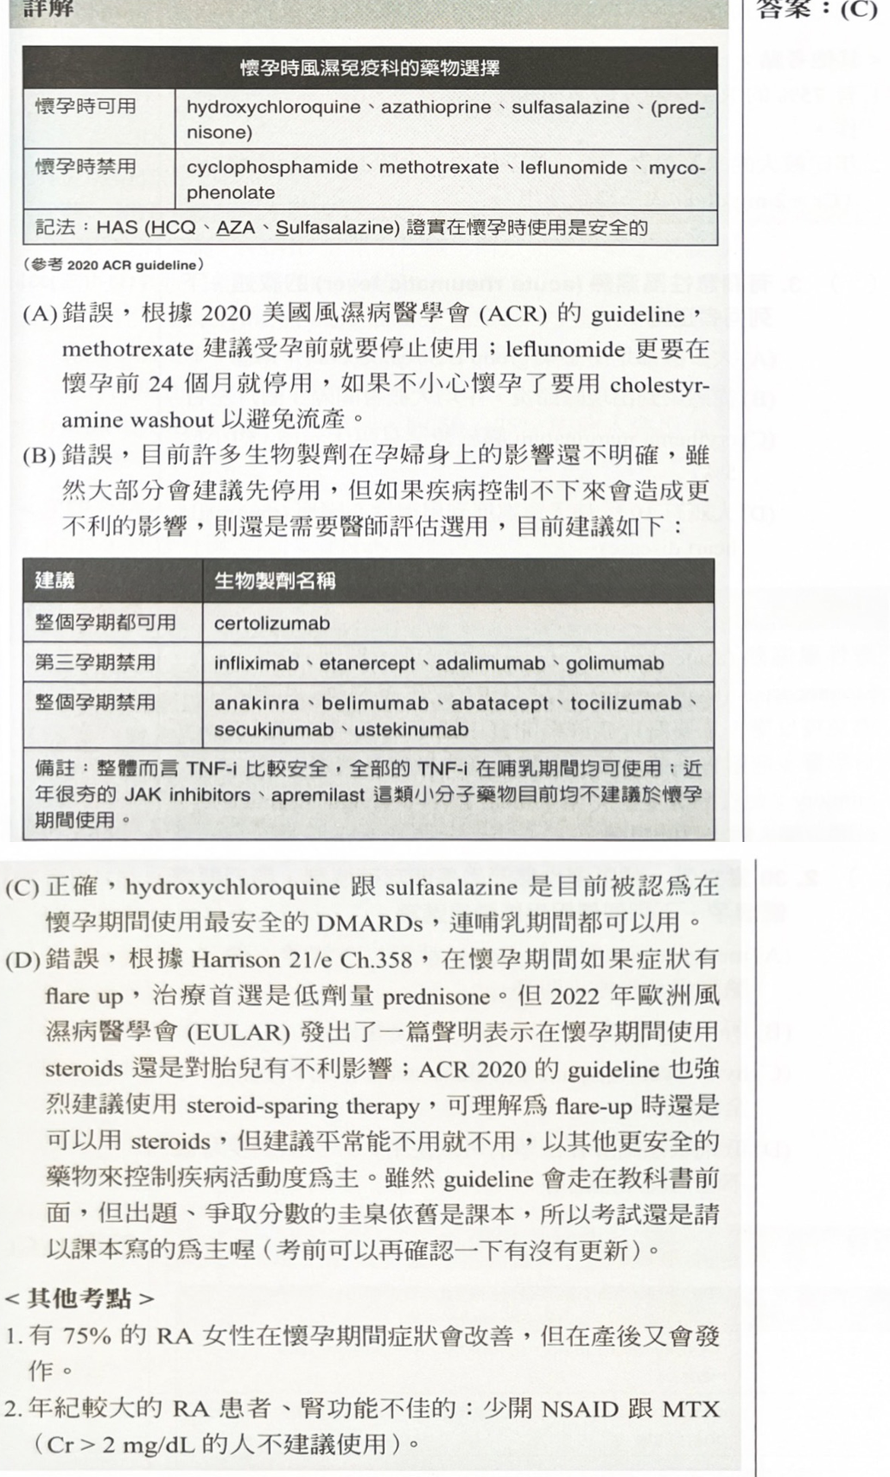 詳解
答案：(C)
懷孕時風濕免疫科的藥物選擇
懷孕時可用 hydroxychloroquine、azathioprine、sulfasalazine、(pred-
nisone)
懷孕時禁用 cyclophosphamide、methotrexate、leflunomide、myco-
phenolate
記法：HAS (HCQ、AZA、Sulfasalazine) 證實在懷孕時使用是安全的
（參考 2020 ACR guideline）
(A) 錯誤，根據 2020 美國風濕病醫學會 (ACR) 的 guideline，
methotrexate 建議受孕前就要停止使用；leflunomide 更要在
懷孕前 24 個月就停用，如果不小心懷孕了要用 cholestyr-
amine washout 以避免流產。
(B) 錯誤，目前許多生物製劑在孕婦身上的影響還不明確，雖
然大部分會建議先停用，但如果疾病控制不下來會造成更
不利的影響，則還是需要醫師評估選用，目前建議如下：
建議 生物製劑名稱
整個孕期都可用 certolizumab
第三孕期禁用 infliximab、etanercept、adalimumab、golimumab
整個孕期禁用 anakinra、belimumab、abatacept、tocilizumab、
secukinumab、ustekinumab
備註：整體而言 TNF-i 比較安全，全部的 TNF-i 在哺乳期間均可使用；近
年很夯的 JAK inhibitors、apremilast 這類小分子藥物目前均不建議於懷孕
期間使用。
(C) 正確，hydroxychloroquine 跟 sulfasalazine 是目前被認為在
懷孕期間使用最安全的 DMARDs，連哺乳期間都可以用。
(D) 錯誤，根據 Harrison 21/e Ch.358，在懷孕期間如果症狀有
flare up，治療首選是低劑量 prednisone。但 2022 年歐洲風
濕病醫學會 (EULAR) 發出了一篇聲明表示在懷孕期間使用
steroids 還是對胎兒有不利影響；ACR 2020 的 guideline 也強
烈建議使用 steroid-sparing therapy，可理解為 flare-up 時還是
可以用 steroids，但建議平常能不用就不用，以其他更安全的
藥物來控制疾病活動度為主。雖然 guideline 會走在教科書前
面，但出題、爭取分數的圭臬依舊是課本，所以考試還是請
以課本寫的為主喔（考前可以再確認一下有沒有更新）。
< 其他考點 >
1. 有 75% 的 RA 女性在懷孕期間症狀會改善，但在產後又會發
作。
2. 年紀較大的 RA 患者、腎功能不佳的：少開 NSAID 跟 MTX
（Cr > 2 mg/dL 的人不建議使用）。